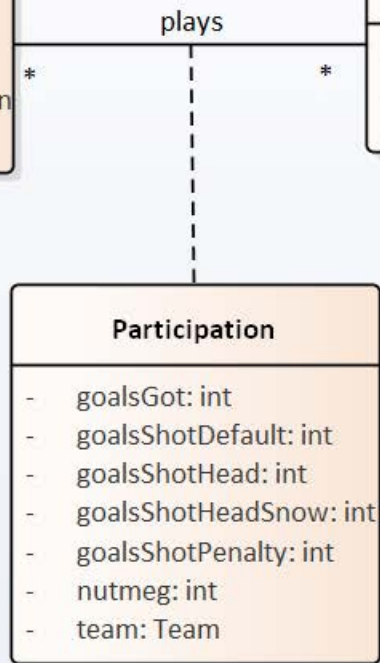 plays
* *
n
Participation
- goalsGot: int
- goalsShotDefault: int
- goalsShotHead: int
- goalsShotHeadSnow: int
- goalsShotPenalty: int
- nutmeg: int
- team: Team